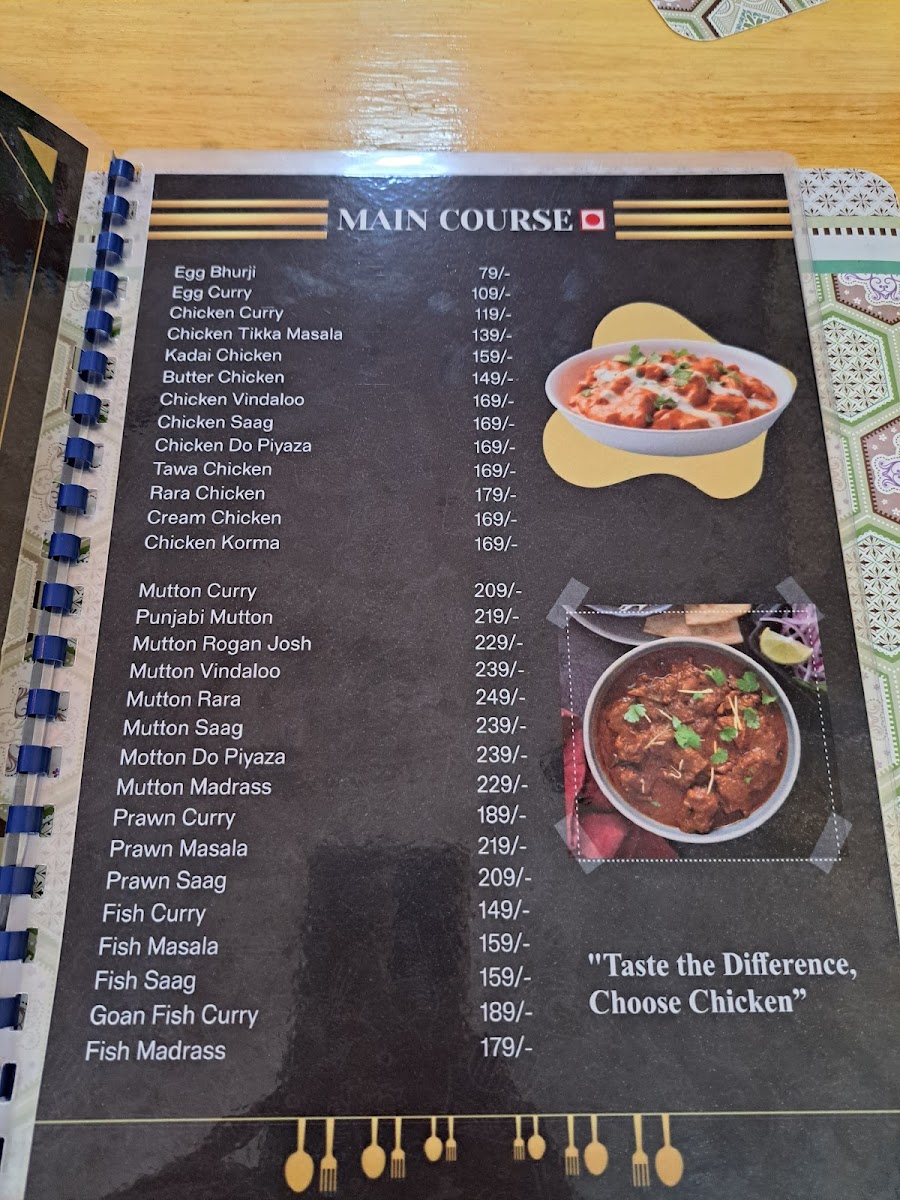 MAIN COURSE
Egg Bhurji 79/-
Egg Curry 109/-
Chicken Curry 119/-
Chicken Tikka Masala 139/-
Kadai Chicken 159/-
Butter Chicken 149/-
Chicken Vindaloo 169/-
Chicken Saag 169/-
Chicken Do Piyaza 169/-
Tawa Chicken 169/-
Rara Chicken 179/-
Cream Chicken 169/-
Chicken Korma 169/-
Mutton Curry 209/-
Punjabi Mutton 219/-
Mutton Rogan Josh 229/-
Mutton Vindaloo 239/-
Mutton Rara 249/-
Mutton Saag 239/-
Motton Do Piyaza 239/-
Mutton Madrass 229/-
Prawn Curry 189/-
Prawn Masala 219/-
Prawn Saag 209/-
Fish Curry 149/-
Fish Masala 159/-
Fish Saag 159/-
Goan Fish Curry 189/-
Fish Madrass 179/-
"Taste the Difference,
Choose Chicken”